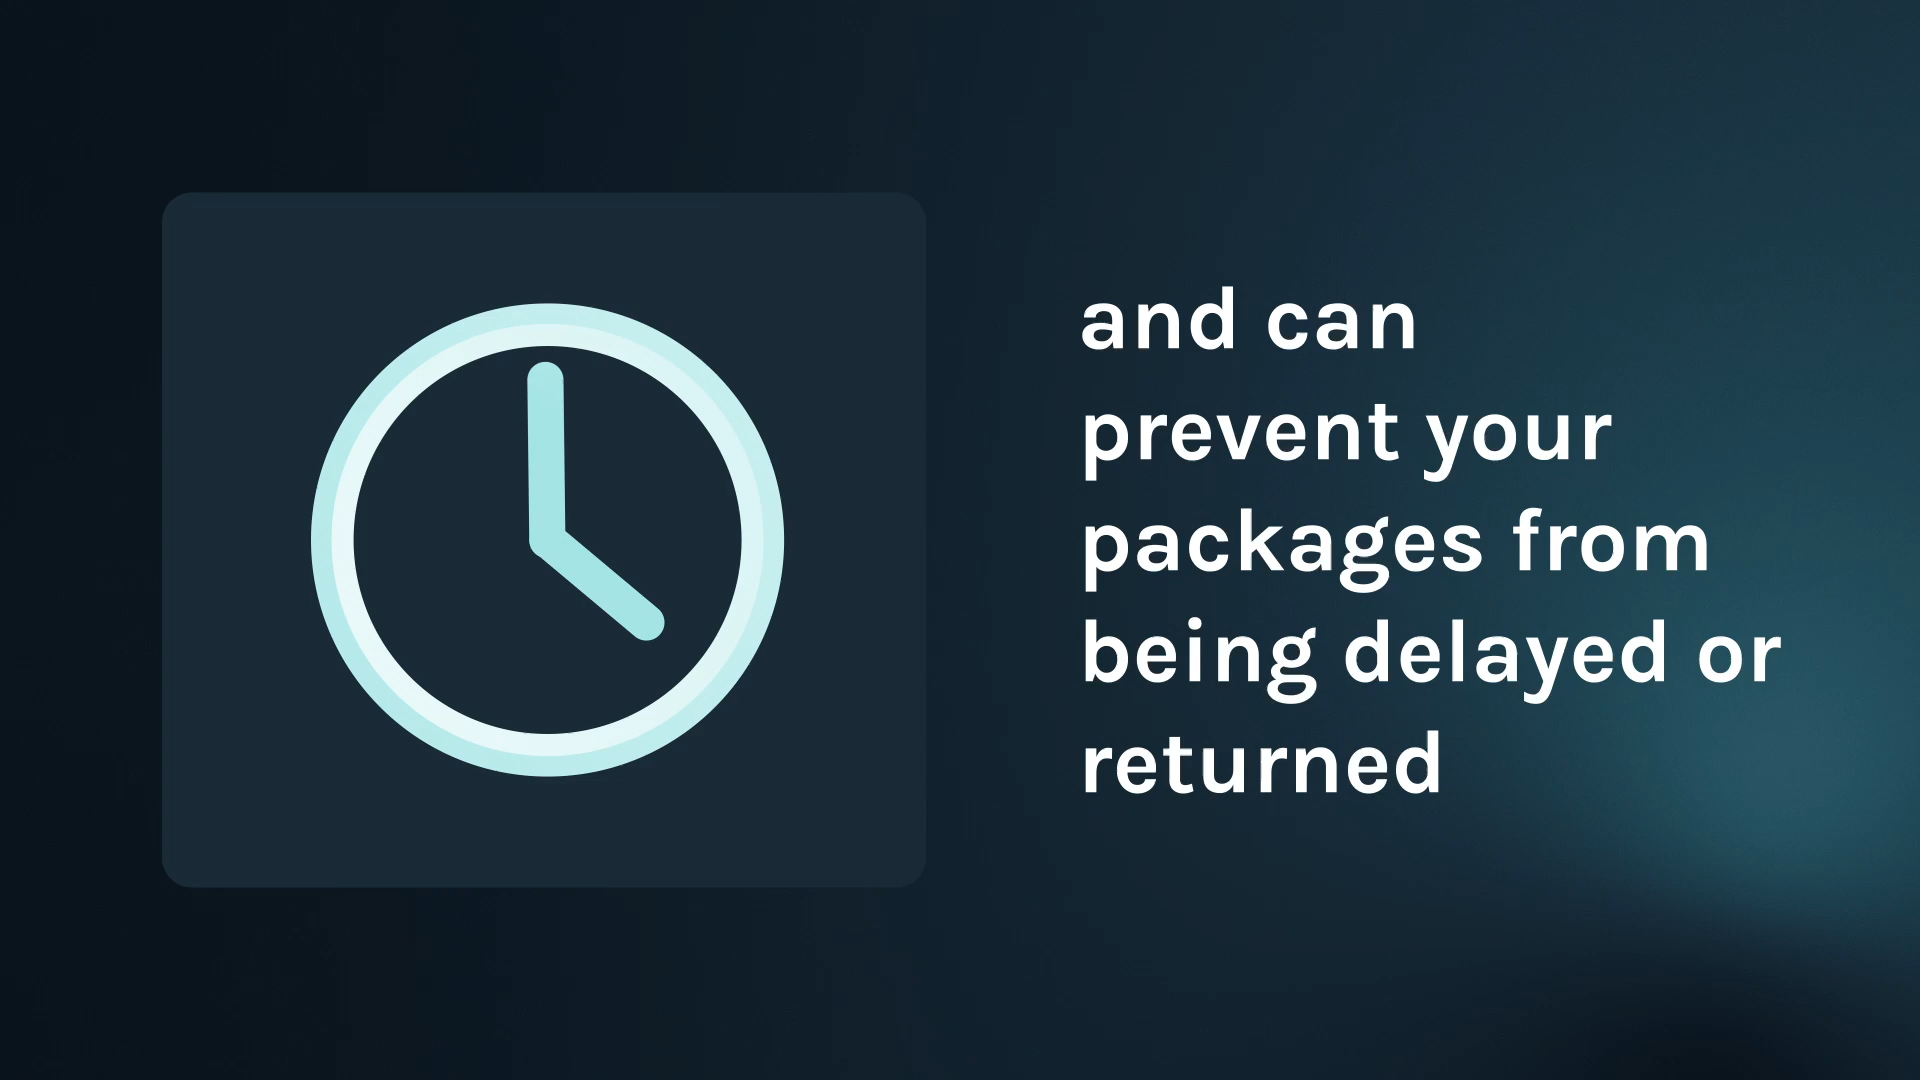 and can
prevent your
packages from
being delayed or
returned